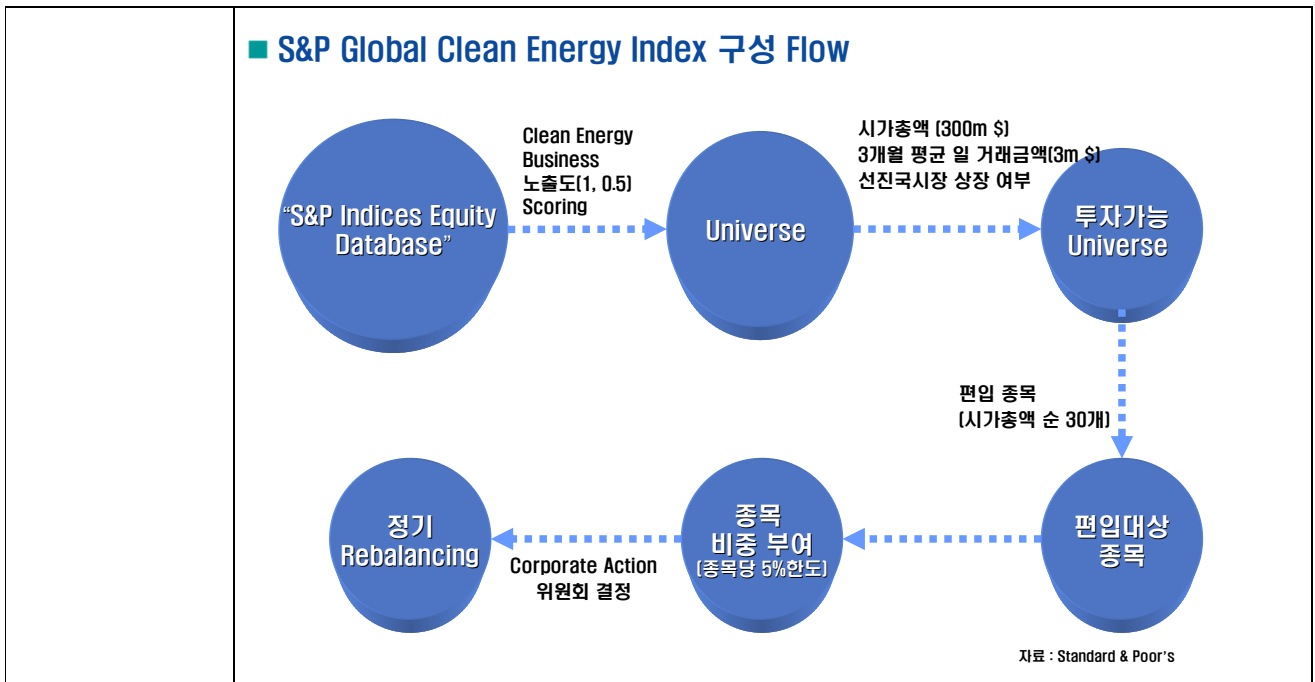 ■ S&P Global Clean Energy Index 구성 Flow
“S&P Indices Equity
Database”
Clean Energy
Business
노출도(1, 0.5)
Scoring
Universe
시가총액 (300m $)
3개월 평균 일 거래금액(3m $)
선진국시장 상장 여부
투자가능
Universe
편입 종목
(시가총액 순 30개)
편입대상
종목
종목
비중 부여
(종목당 5%한도)
Corporate Action
위원회 결정
정기
Rebalancing
자료 : Standard & Poor's